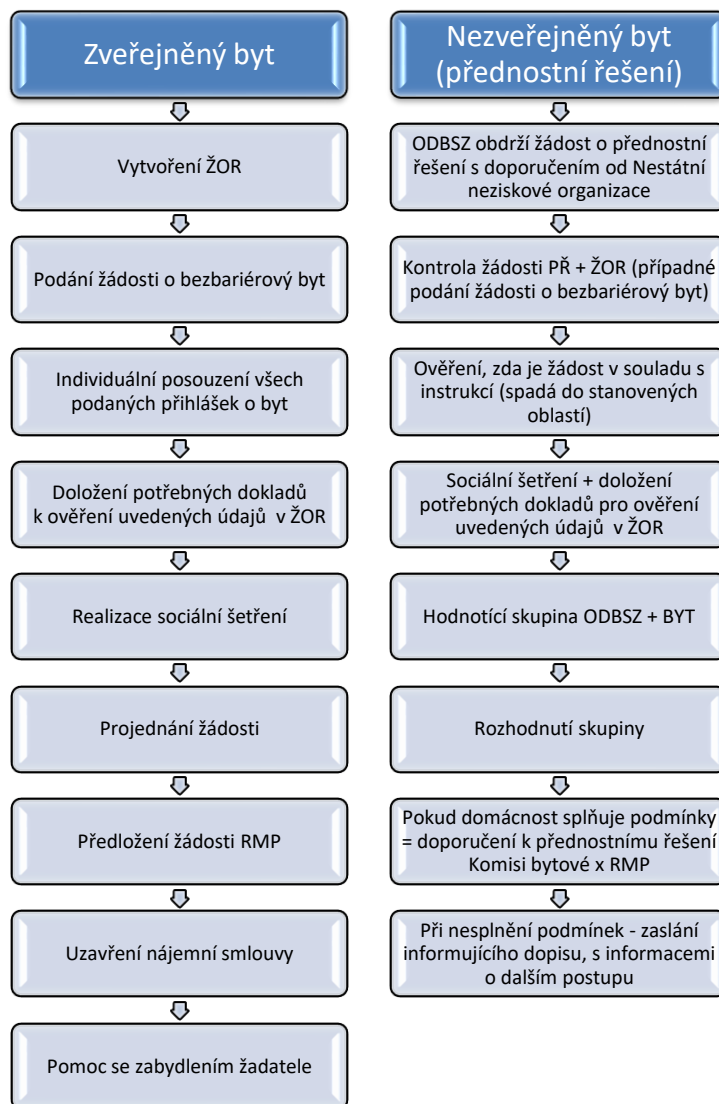 Zveřejněný byt
Vytvoření ŽOR
Podání žádosti o bezbariérový byt
Individuální posouzení všech
podaných přihlášek o byt
Doložení potřebných dokladů
k ověření uvedených údajů v ŽOR
Realizace sociální šetření
Projednání žádosti
Předložení žádosti RMP
Uzavření nájemní smlouvy
Pomoc se zabydlením žadatele
Nezveřejněný byt
(přednostní řešení)
ODBSZ obdrží žádost o přednostní
řešení s doporučením od Nestátní
neziskové organizace
Kontrola žádosti PŘ + ŽOR (případné
podání žádosti o bezbariérový byt)
Ověření, zda je žádost v souladu s
instrukcí (spadá do stanovených
oblastí)
Sociální šetření + doložení
potřebných dokladů pro ověření
uvedených údajů v ŽOR
Hodnotící skupina ODBSZ + BYT
Rozhodnutí skupiny
Pokud domácnost splňuje podmínky
= doporučení k přednostnímu řešení
Komisi bytové x RMP
Při nesplnění podmínek - zaslání
informujícího dopisu, s informacemi
o dalším postupu